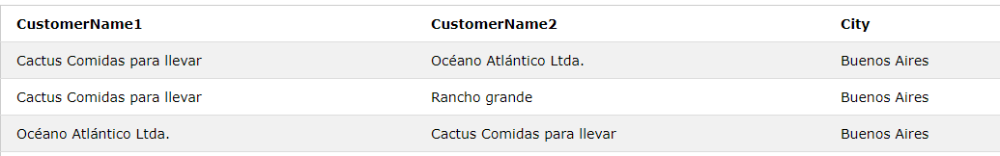 CustomerName1 CustomerName2 City
Cactus Comidas para llevar Océano Atlántico Ltda. Buenos Aires
Cactus Comidas para llevar Rancho grande Buenos Aires
Océano Atlántico Ltda. Cactus Comidas para llevar Buenos Aires